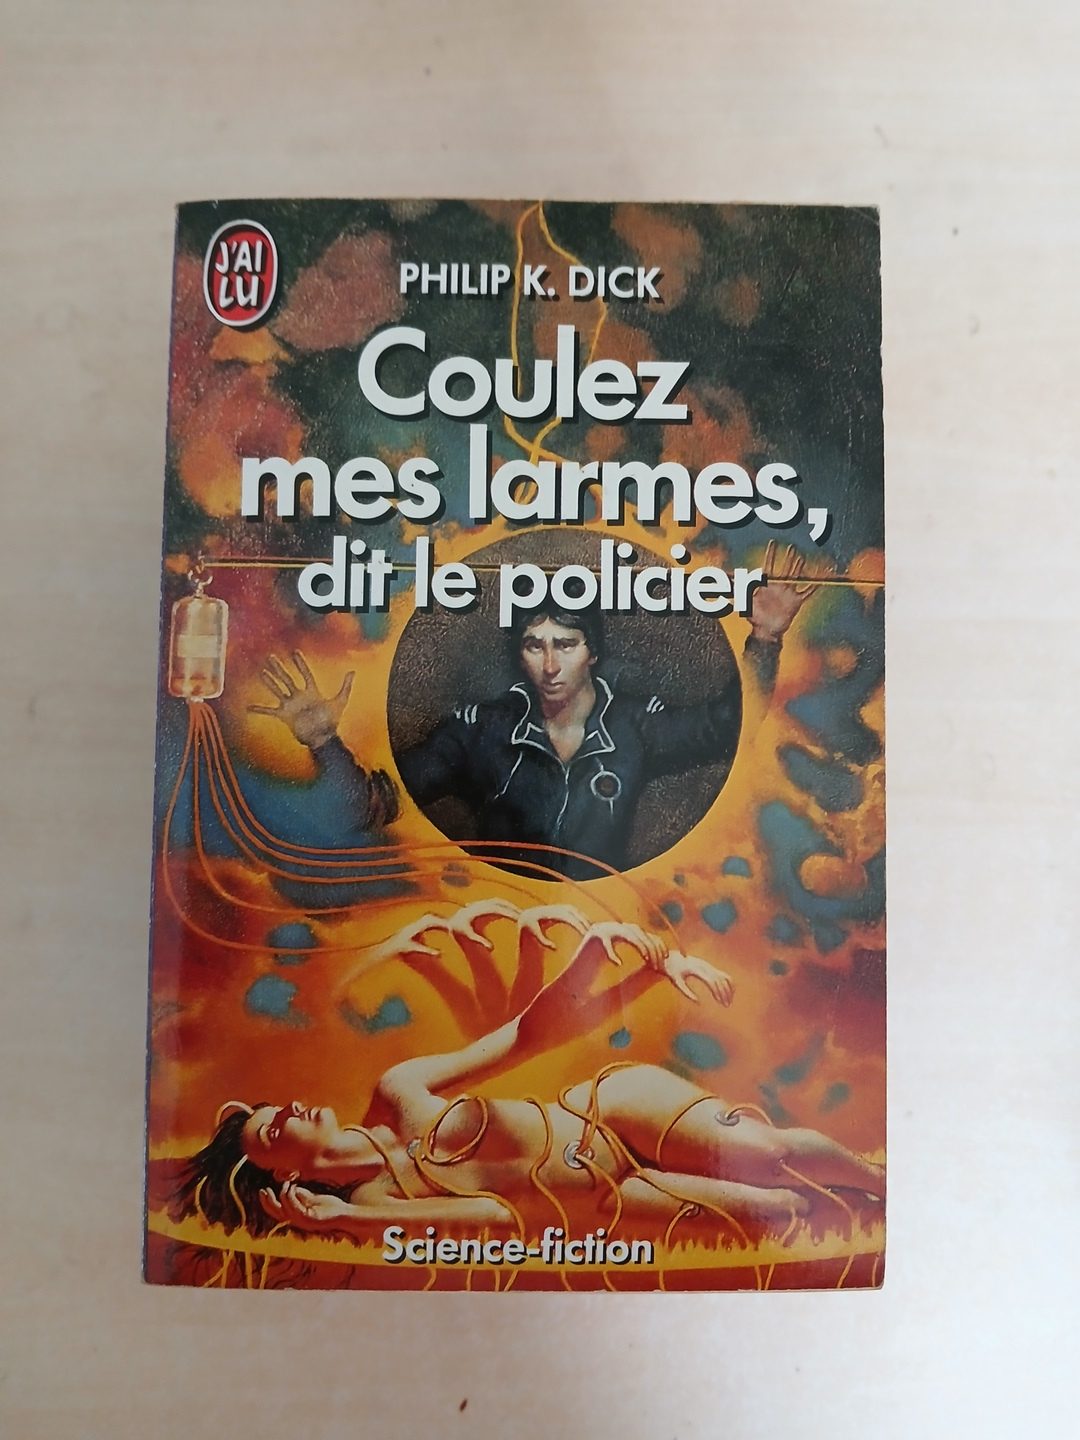 J'AI
LU
PHILIP K. DICK
Coulez
mes larmes,
dit le policier
Science-fiction